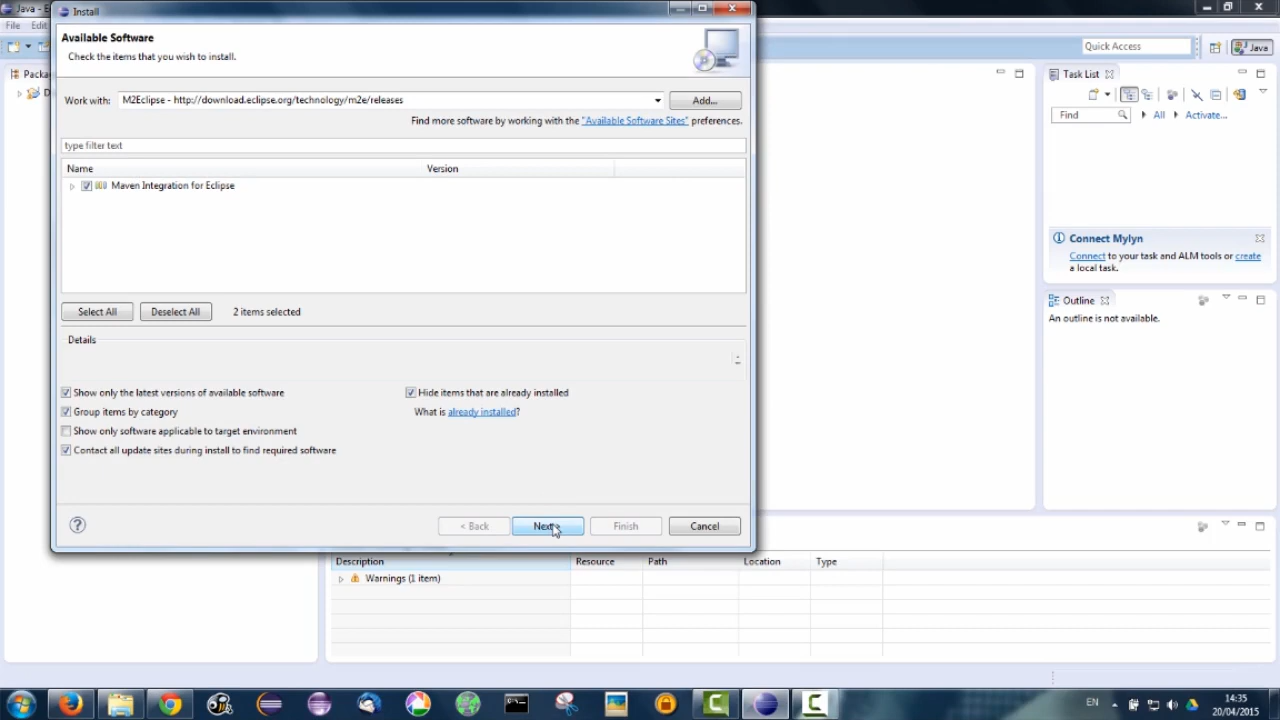 Java - E
Install
File Edit
Available Software
Check the items that you wish to install.
Quick Access
Java
Packa
Task List
Work with: M2Eclipse - http://download.eclipse.org/technology/m2e/releases
Add...
Find All Activate...
Find more software by working with the "Available Software Sites" preferences.
type filter text
Name Version
Maven Integration for Eclipse
Connect Mylyn
Connect to your task and ALM tools or create
a local task.
Select All Deselect All 2 items selected
Outline
An outline is not available.
Details
Show only the latest versions of available software
Hide items that are already installed
Group items by category
What is already installed?
Show only software applicable to target environment
Contact all update sites during install to find required software
< Back Next > Finish Cancel
Description Resource Path Location Type
Warnings (1 item)
EN
14:35
20/04/2015